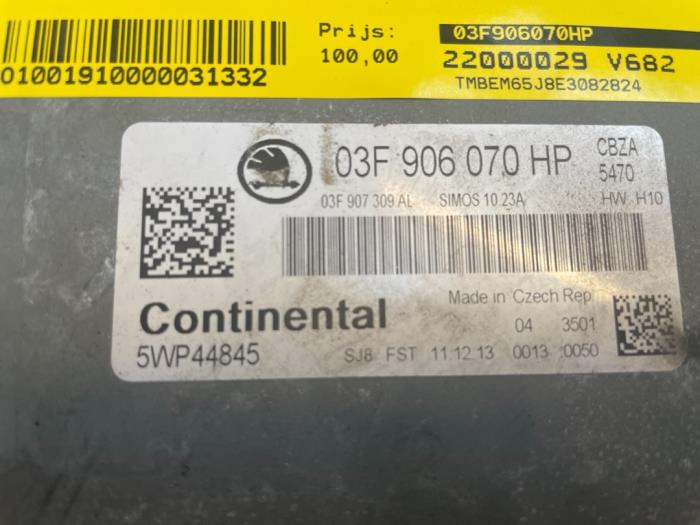 Prijs:
100,00
03F906070HP
22000029 V682
TMBEM65J8E3082824
01001910000031332
03F 906 070 HP
CBZA
5470
03F 907 309 AL SIMOS 10.23A HW H10
Continental
Made in Czech Rep
04 3501
5WP44845
SJ8 FST 11.12.13 0013 0050